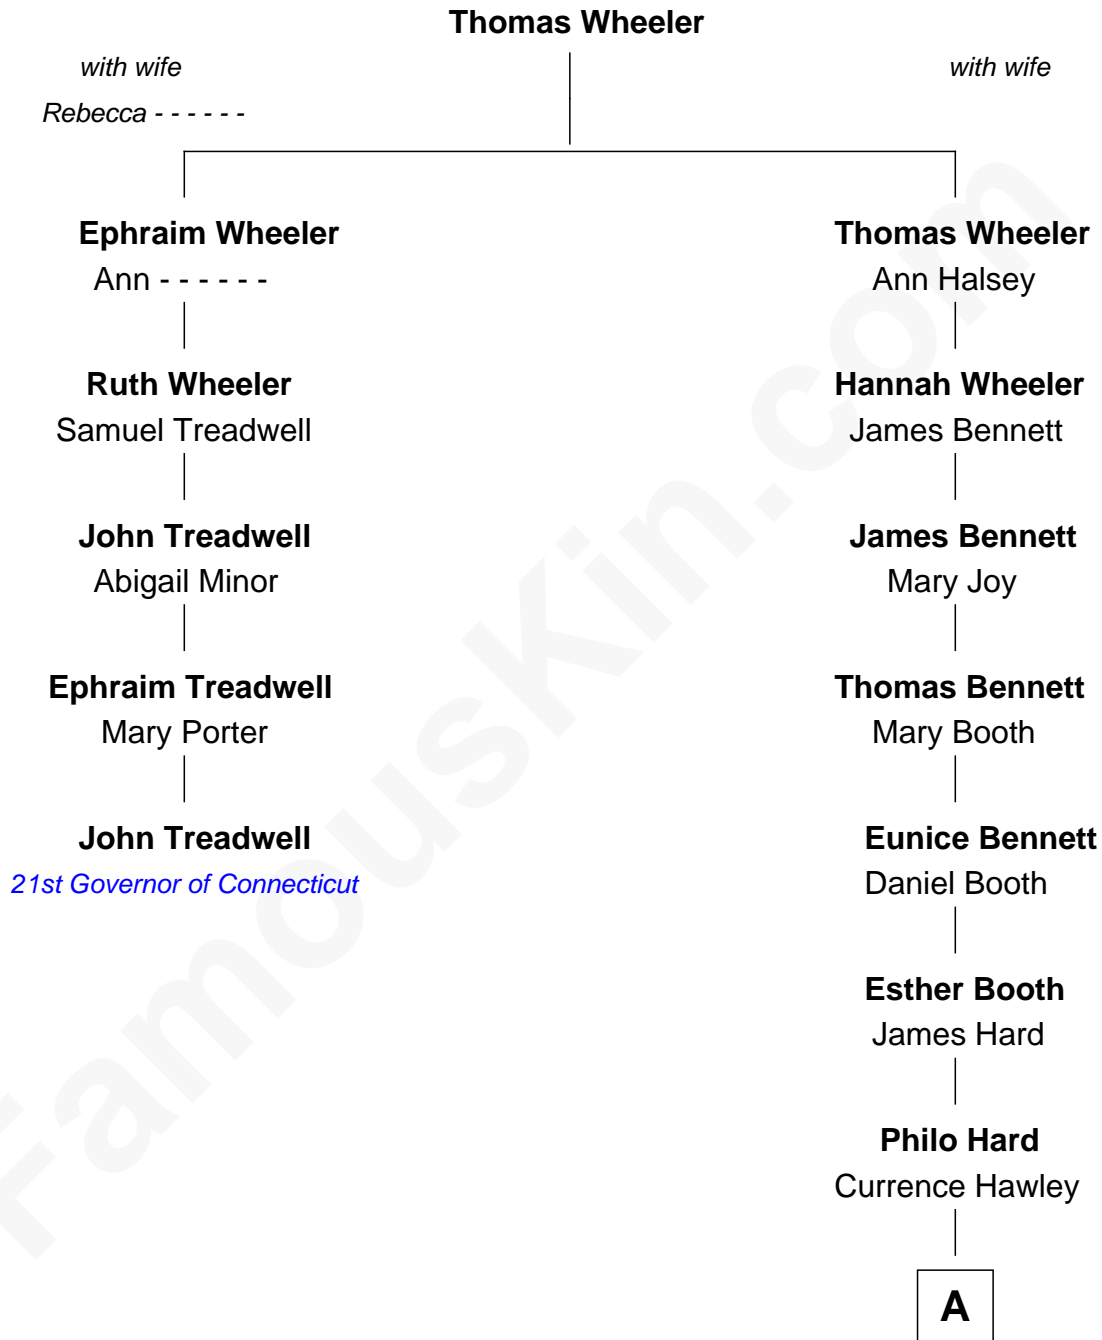 Thomas Wheeler
with wife
with wife
Rebecca - - - - - -
Ephraim Wheeler
Thomas Wheeler
Ann - - - - - -
Ann Halsey
Ruth Wheeler
Hannah Wheeler
Samuel Treadwell
James Bennett
John Treadwell
James Bennett
Abigail Minor
Mary Joy
Ephraim Treadwell
Thomas Bennett
Mary Porter
Mary Booth
John Treadwell
Eunice Bennett
21st Governor of Connecticut
Daniel Booth
Esther Booth
James Hard
Philo Hard
Currence Hawley
A
FamousKin.com